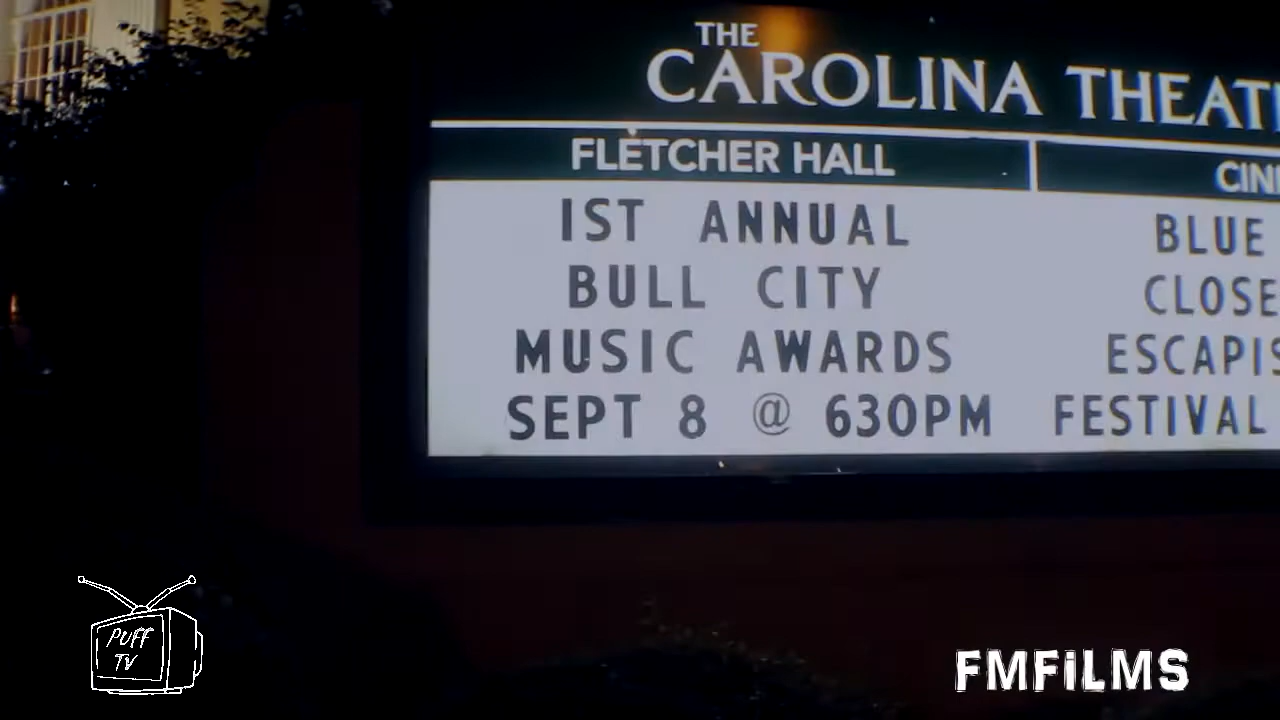 THE
CAROLINA THEAT
FLETCHER HALL
CIN
1ST ANNUAL
BULL CITY
MUSIC AWARDS
SEPT 8 @ 630PM
BLUE
CLOSE
ESCAPIS
FESTIVAL
PUFF
TV
FMFiLMS